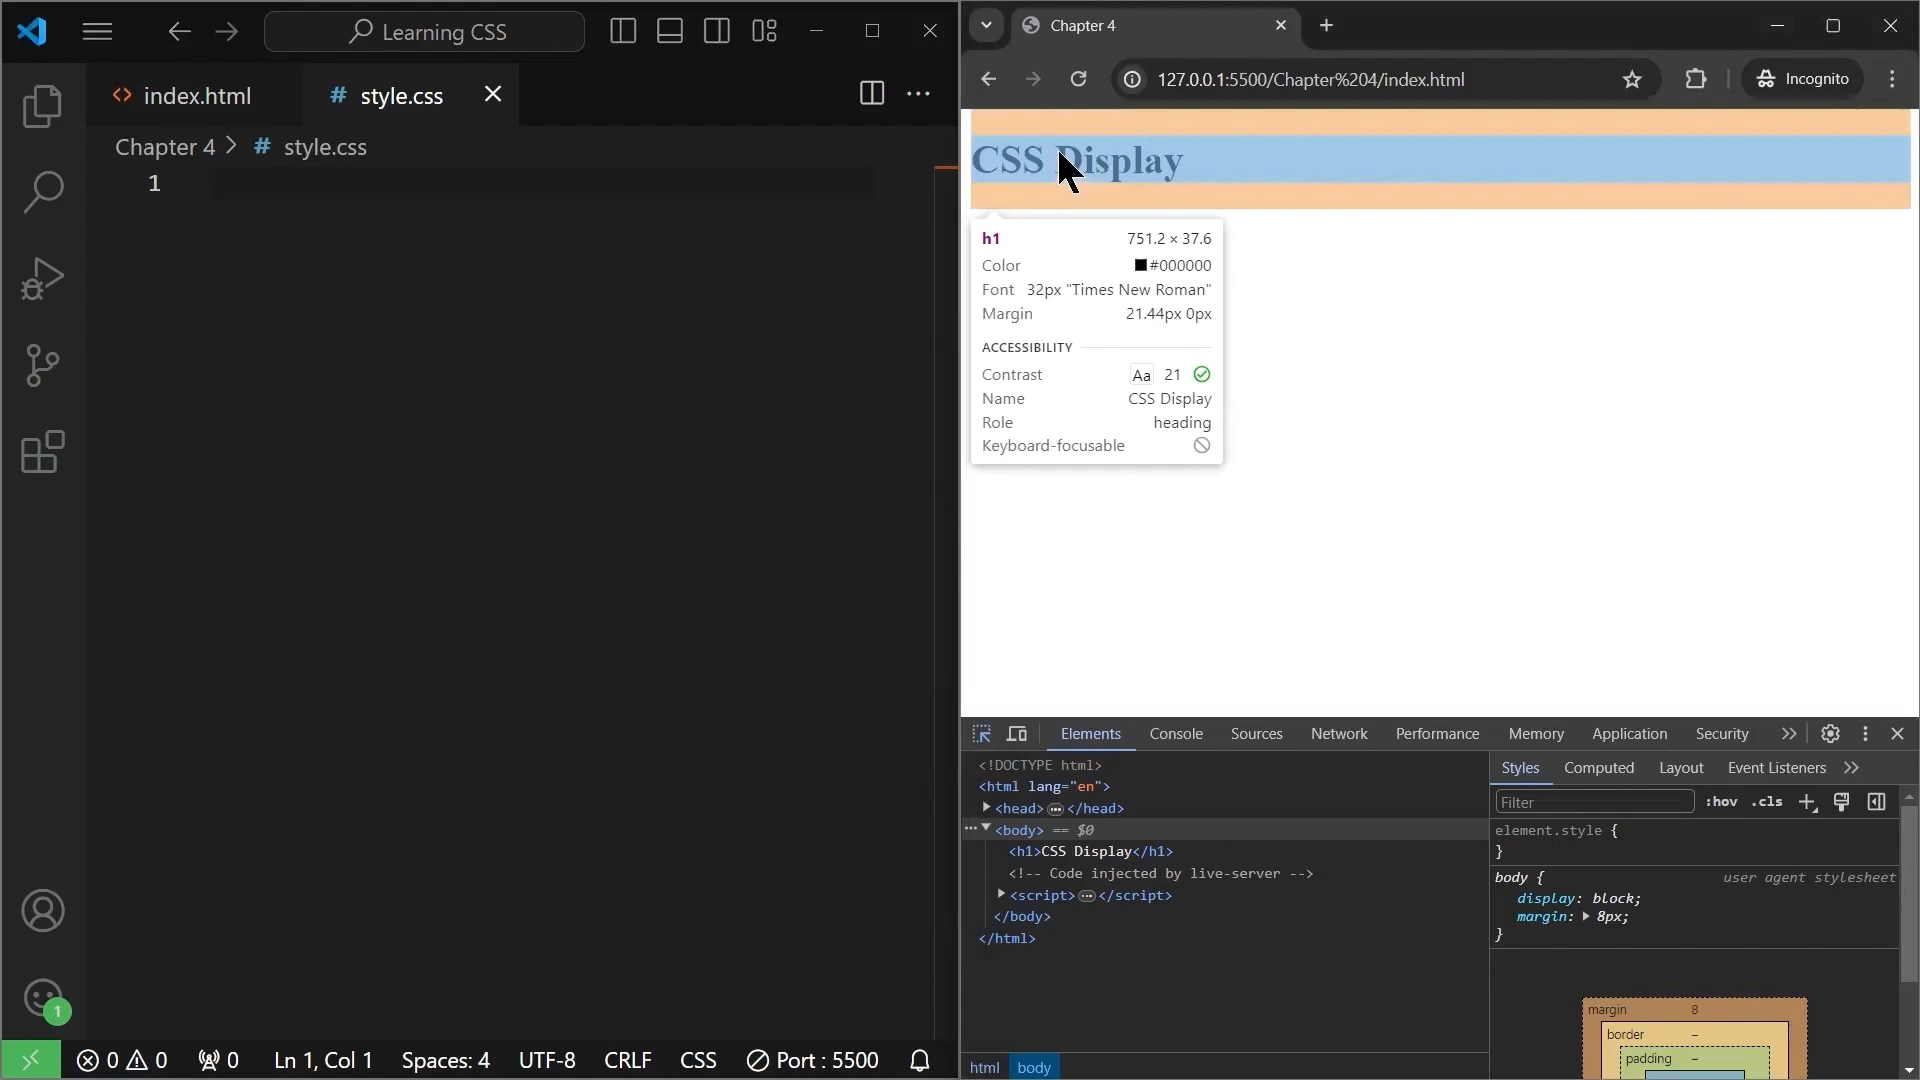 Learning CSS
index.html
# style.css
Chapter 4 > # style.css
1
1
0 0 0 Ln 1, Col 1 Spaces: 4 UTF-8 CRLF CSS Port : 5500
Chapter 4
127.0.0.1:5500/Chapter%204/index.html
Incognito
CSS Display
h1 751.2 × 37.6
Color #000000
Font 32px "Times New Roman"
Margin 21.44px 0px
ACCESSIBILITY
Contrast Aa 21
Name CSS Display
Role heading
Keyboard-focusable
Elements Console Sources Network Performance Memory Application Security
<!DOCTYPE html>
<html lang="en">
<head> … </head>
<body> == $0
<h1>CSS Display</h1>
<!-- Code injected by live-server -->
<script> … </script>
</body>
</html>
html body
Styles Computed Layout Event Listeners
Filter :hov .cls
element.style {
}
body { user agent stylesheet
display: block;
margin: 8px;
}
margin 8
border –
padding –